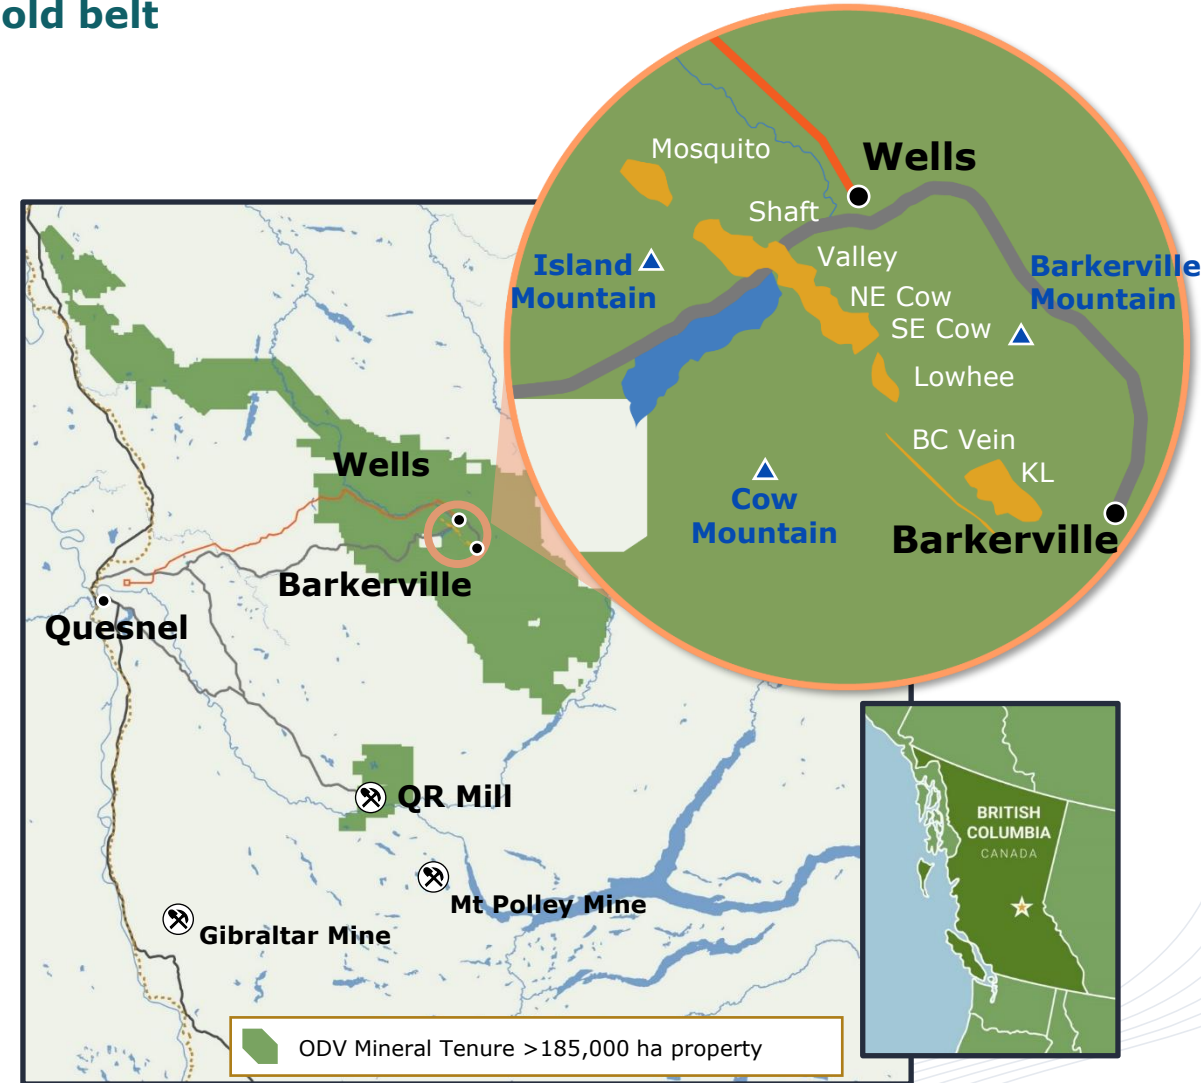 old belt
Mosquito
Wells
Shaft
Island
Mountain
Valley
Barkerville
Mountain
NE Cow
SE Cow
Lowhee
BC Vein
KL
Cow
Mountain
Barkerville
Wells
Barkerville
Quesnel
QR Mill
Mt Polley Mine
Gibraltar Mine
BRITISH
COLUMBIA
CANADA
ODV Mineral Tenure >185,000 ha property